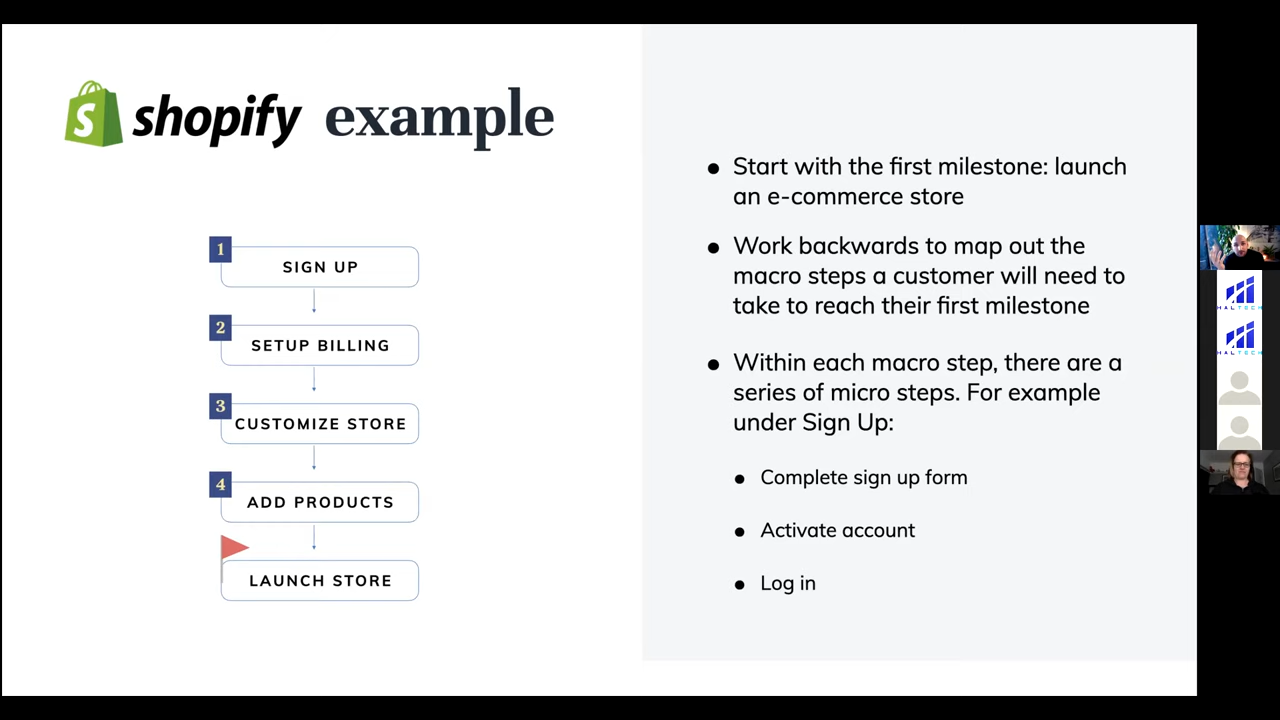 shopify example
1
SIGN UP
2
SETUP BILLING
3
CUSTOMIZE STORE
4
ADD PRODUCTS
LAUNCH STORE
● Start with the first milestone: launch
an e-commerce store
● Work backwards to map out the
macro steps a customer will need to
take to reach their first milestone
● Within each macro step, there are a
series of micro steps. For example
under Sign Up:
● Complete sign up form
● Activate account
● Log in
HALTECH
HALTECH